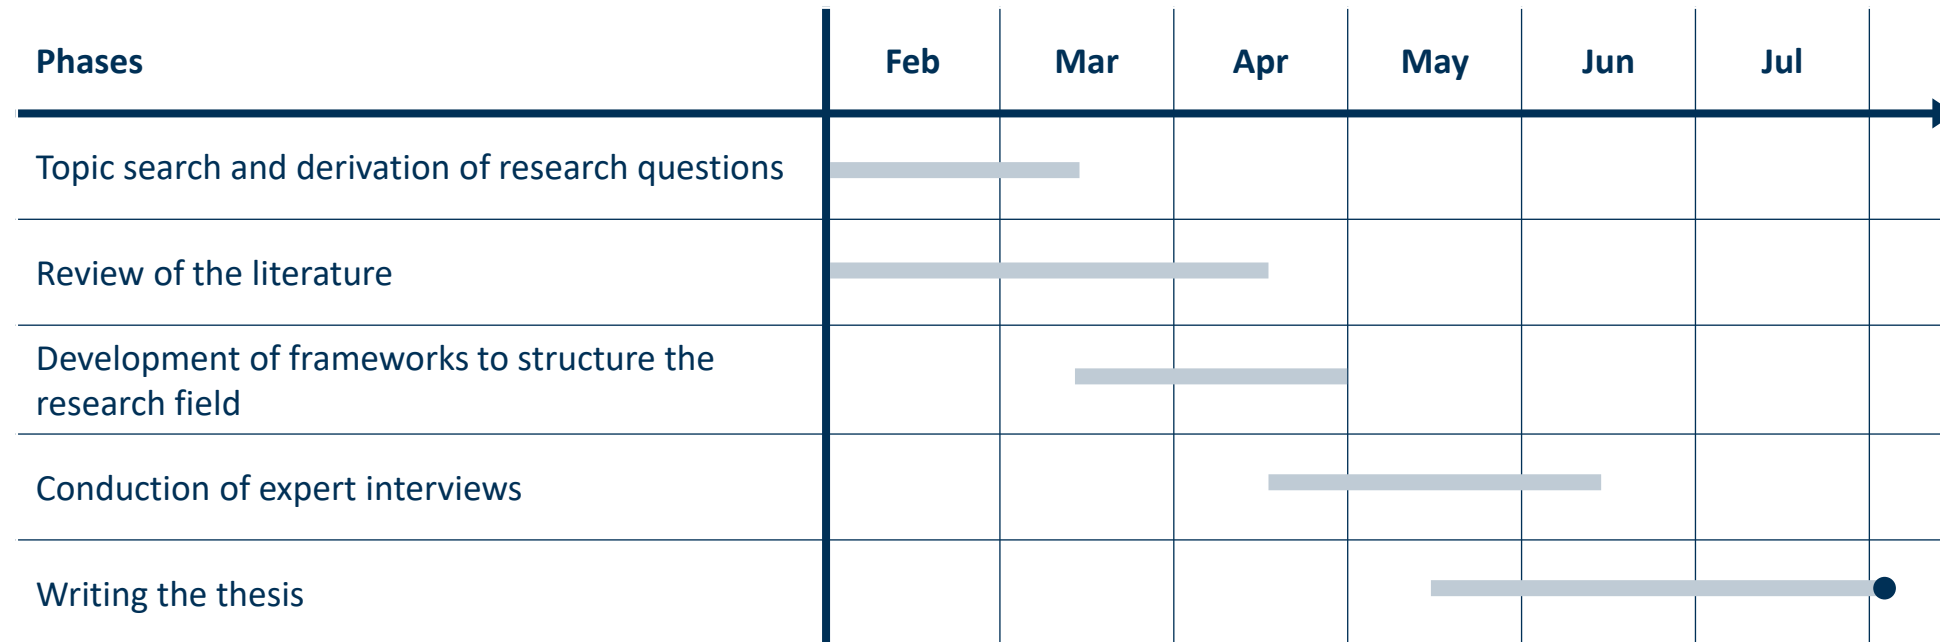 Phases Feb Mar Apr May Jun Jul
Topic search and derivation of research questions
Review of the literature
Development of frameworks to structure the
research field
Conduction of expert interviews
Writing the thesis